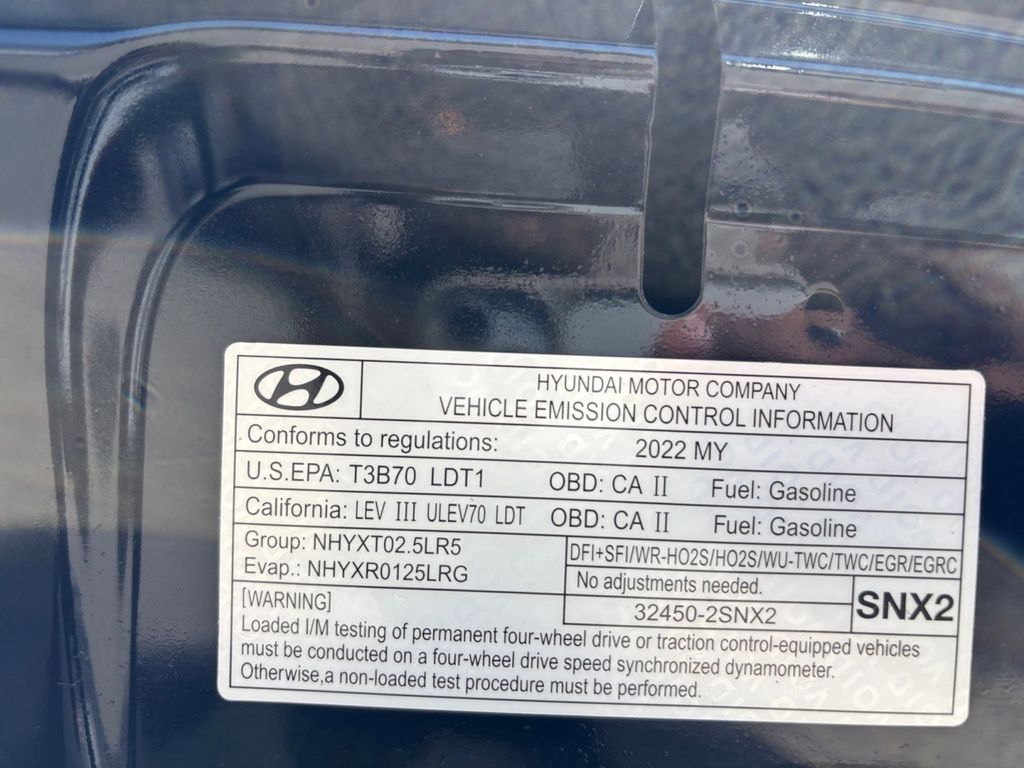 HYUNDAI MOTOR COMPANY
VEHICLE EMISSION CONTROL INFORMATION
Conforms to regulations: 2022 MY
U.S.EPA: T3B70 LDT1 OBD: CA II Fuel: Gasoline
California: LEV III ULEV70 LDT OBD: CA II Fuel: Gasoline
Group: NHYXT02.5LR5
Evap.: NHYXR0125LRG
DFI+SFI/WR-HO2S/HO2S/WU-TWC/TWC/EGR/EGRC
No adjustments needed.
32450-2SNX2
SNX2
[WARNING]
Loaded I/M testing of permanent four-wheel drive or traction control-equipped vehicles
must be conducted on a four-wheel drive speed synchronized dynamometer.
Otherwise,a non-loaded test procedure must be performed.